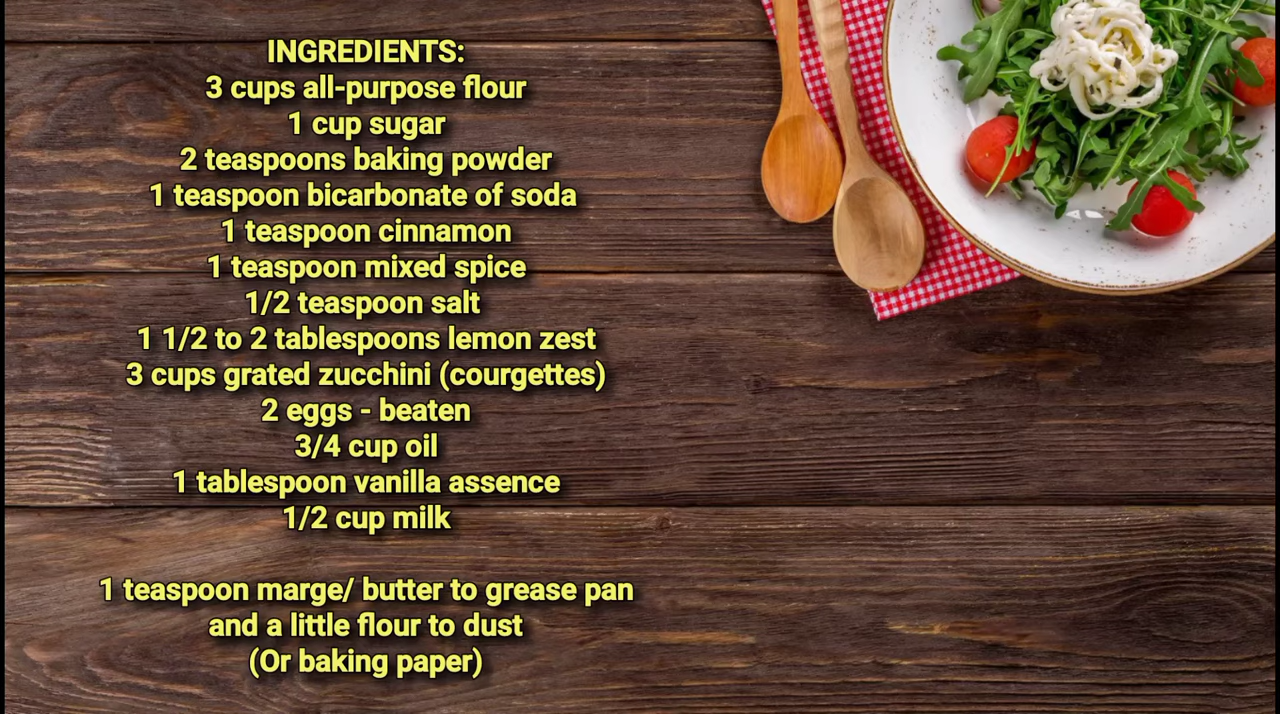 INGREDIENTS:
3 cups all-purpose flour
1 cup sugar
2 teaspoons baking powder
1 teaspoon bicarbonate of soda
1 teaspoon cinnamon
1 teaspoon mixed spice
1/2 teaspoon salt
1 1/2 to 2 tablespoons lemon zest
3 cups grated zucchini (courgettes)
2 eggs - beaten
3/4 cup oil
1 tablespoon vanilla assence
1/2 cup milk
1 teaspoon marge/ butter to grease pan
and a little flour to dust
(Or baking paper)